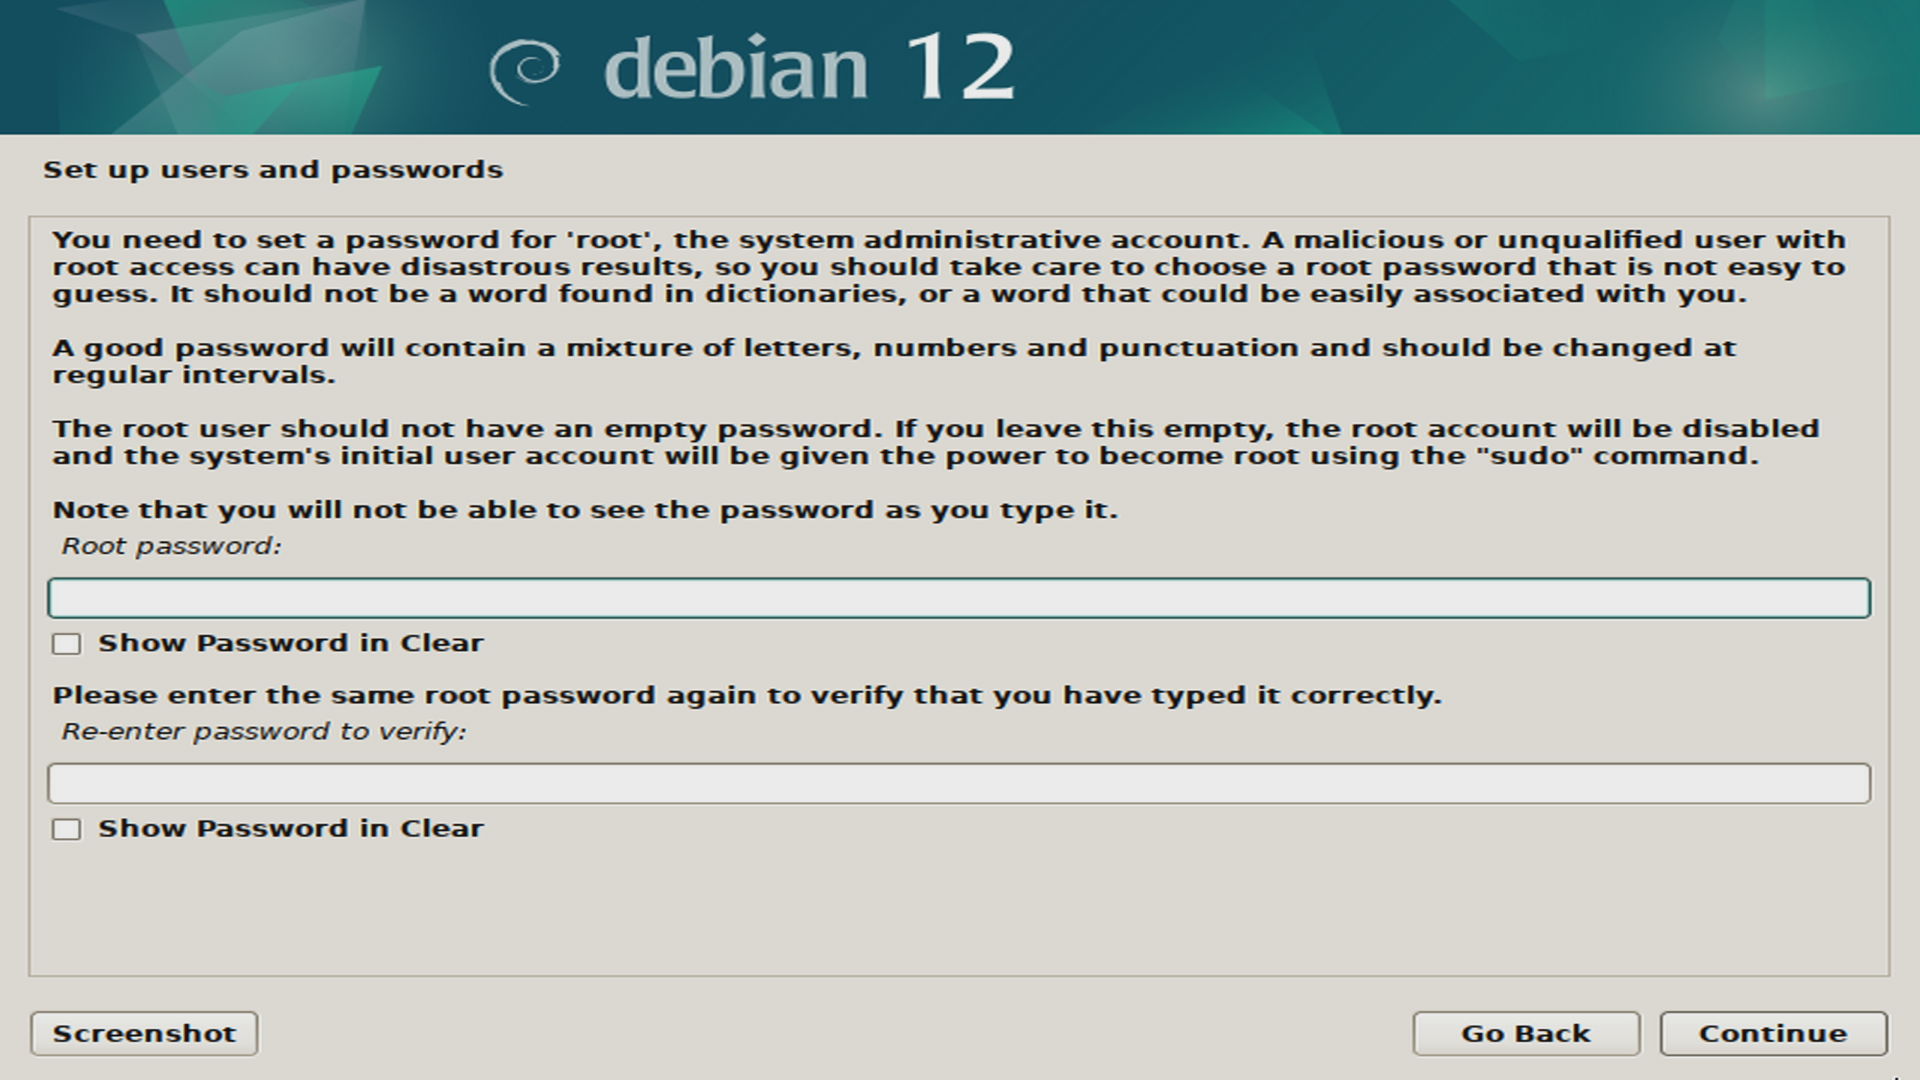 debian 12
Set up users and passwords
You need to set a password for 'root', the system administrative account. A malicious or unqualified user with
root access can have disastrous results, so you should take care to choose a root password that is not easy to
guess. It should not be a word found in dictionaries, or a word that could be easily associated with you.
A good password will contain a mixture of letters, numbers and punctuation and should be changed at
regular intervals.
The root user should not have an empty password. If you leave this empty, the root account will be disabled
and the system's initial user account will be given the power to become root using the "sudo" command.
Note that you will not be able to see the password as you type it.
Root password:
Show Password in Clear
Please enter the same root password again to verify that you have typed it correctly.
Re-enter password to verify:
Show Password in Clear
Screenshot
Go Back
Continue